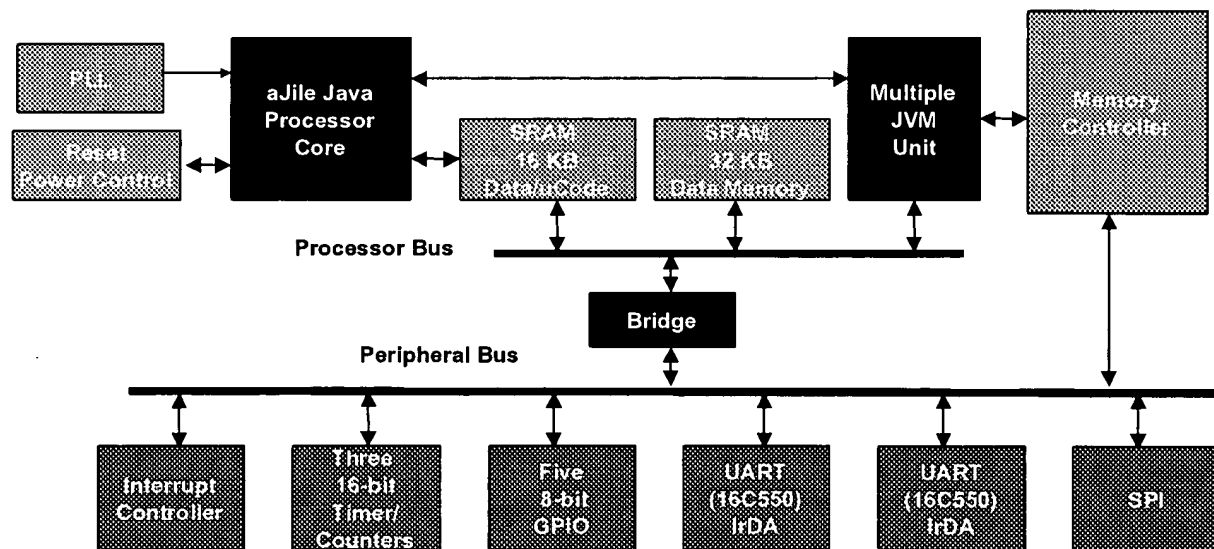 PLL
aJile Java
Processor
Core
Multiple
JVM
Unit
Memory
Controller
Reset
Power Control
SRAM
16 KB
Data/uCode
SRAM
32 KB
Data Memory
Processor Bus
Bridge
Peripheral Bus
Interrupt
Controller
Three
16-bit
Timer/
Counters
Five
8-bit
GPIO
UART
(16C550)
IrDA
UART
(16C550)
IrDA
SPI